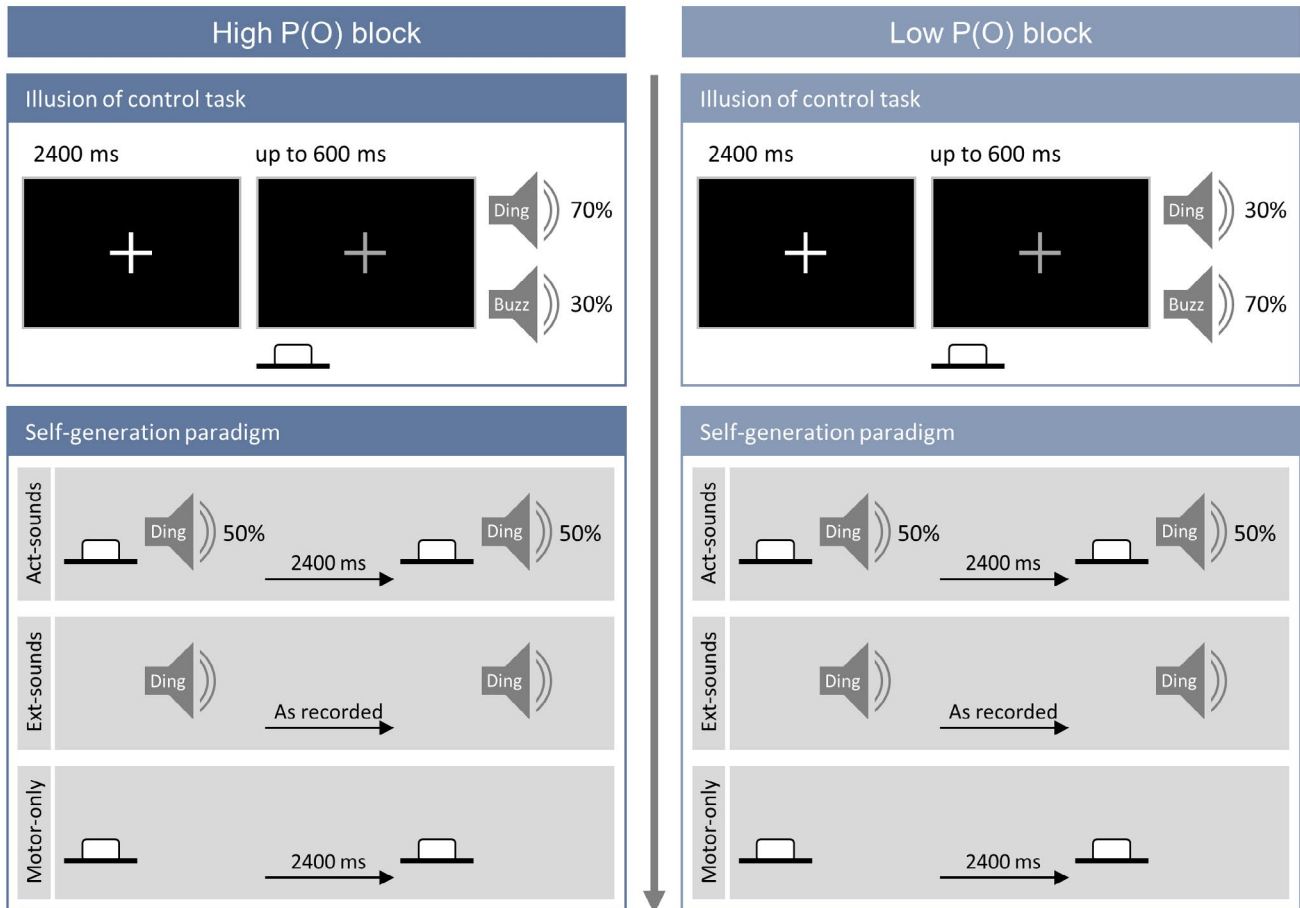 High P(O) block
Illusion of control task
2400 ms up to 600 ms
Ding 70%
Buzz 30%
Self-generation paradigm
Act-sounds
Ding 50% Ding 50%
2400 ms
Ext-sounds
Ding Ding
As recorded
Motor-only
2400 ms
Low P(O) block
Illusion of control task
2400 ms up to 600 ms
Ding 30%
Buzz 70%
Self-generation paradigm
Act-sounds
Ding 50% Ding 50%
2400 ms
Ext-sounds
Ding Ding
As recorded
Motor-only
2400 ms